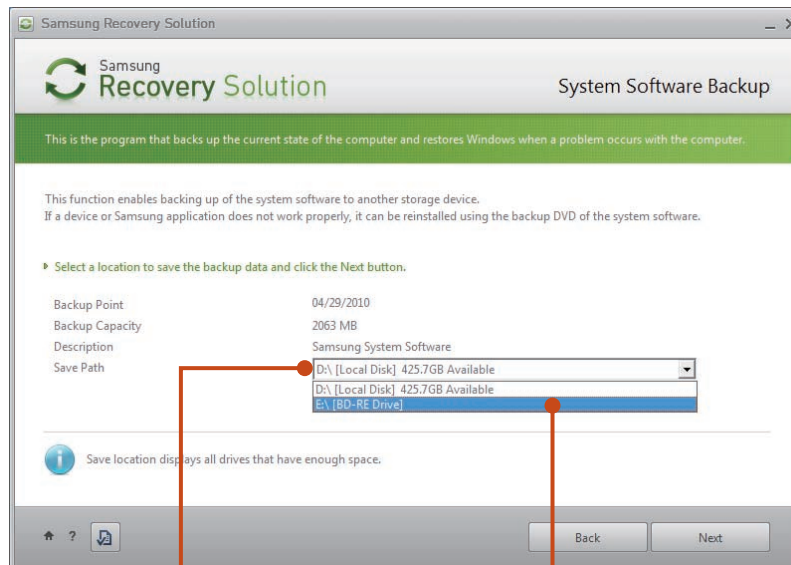 Samsung Recovery Solution
Samsung
Recovery Solution
System Software Backup
This is the program that backs up the current state of the computer and restores Windows when a problem occurs with the computer.
This function enables backing up of the system software to another storage device.
If a device or Samsung application does not work properly, it can be reinstalled using the backup DVD of the system software.
Select a location to save the backup data and click the Next button.
Backup Point 04/29/2010
Backup Capacity 2063 MB
Description Samsung System Software
Save Path D:\ [Local Disk] 425.7GB Available
D:\ [Local Disk] 425.7GB Available
E:\ [BD-RE Drive]
Save location displays all drives that have enough space.
? Back Next